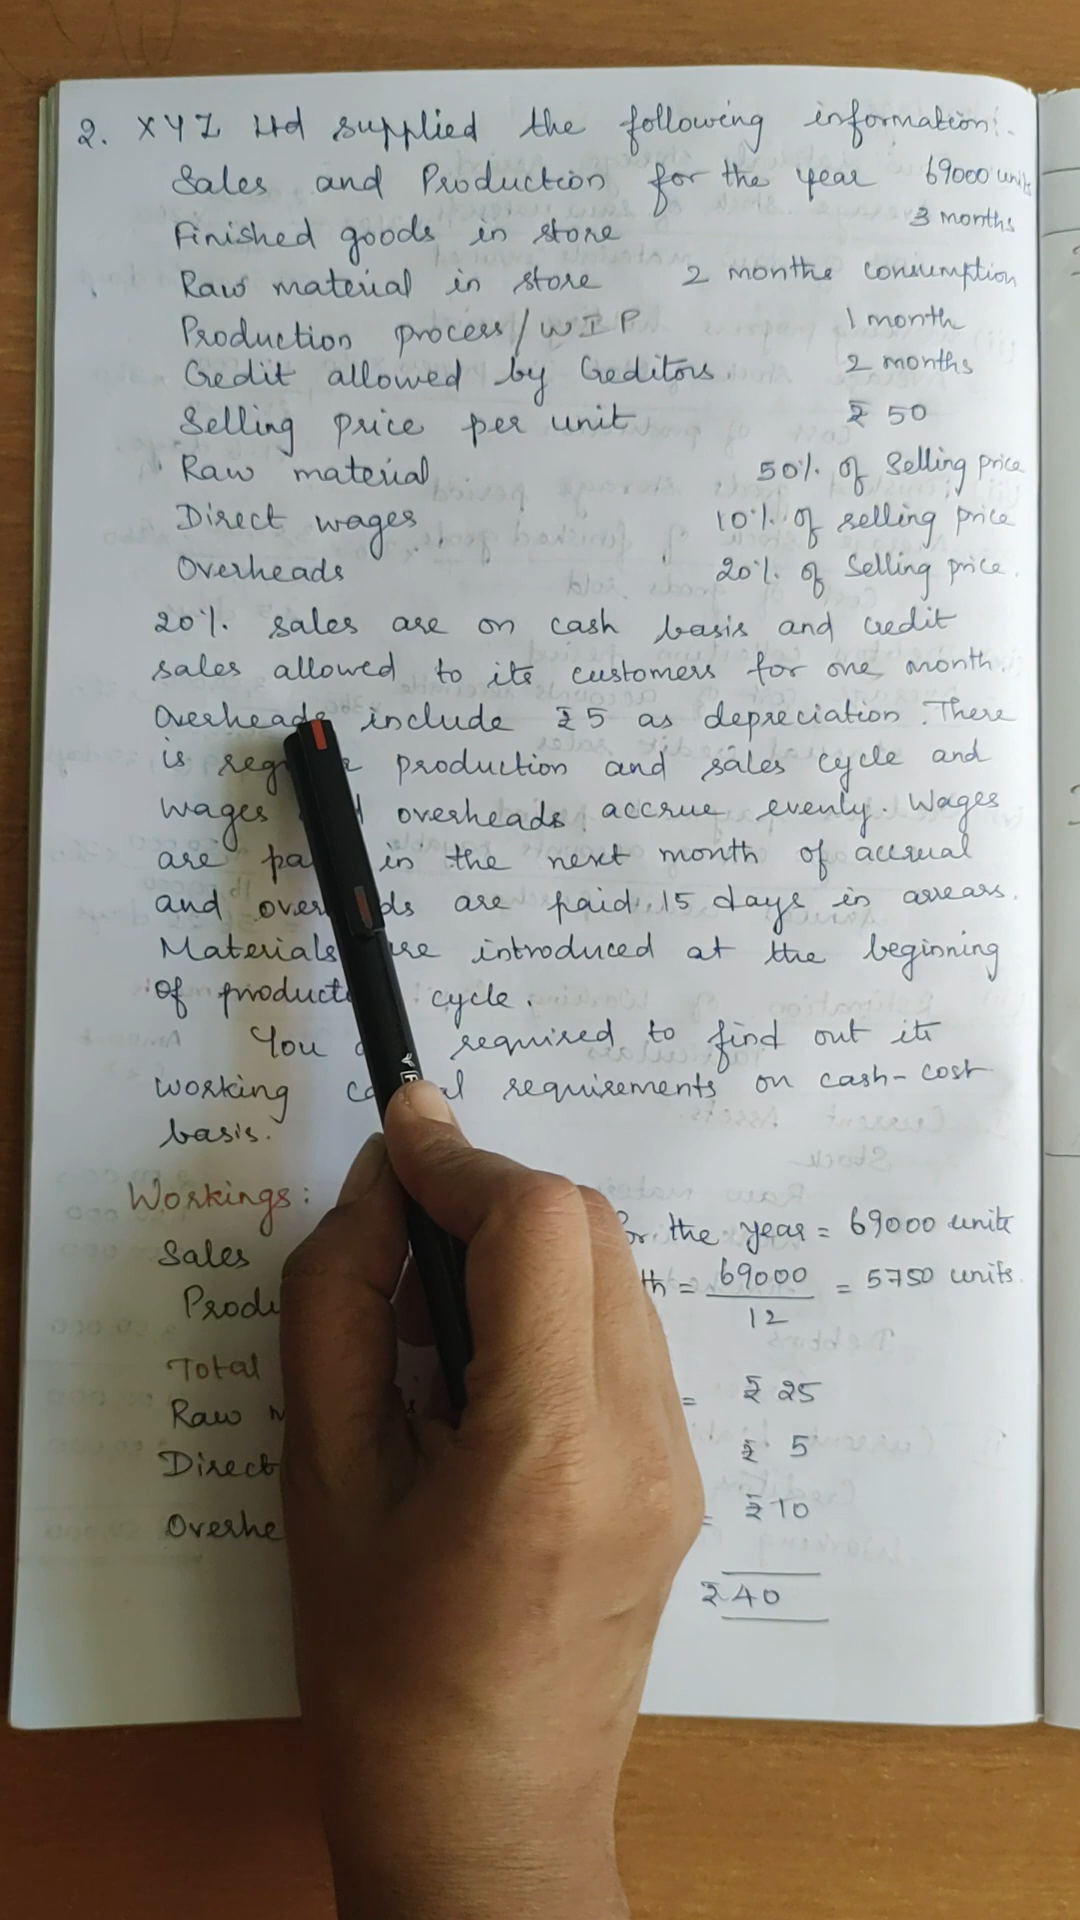 2. XYZ Ltd supplied the following information:-
Sales and Production for the year 69000 units
Finished goods in store 3 months
Raw material in store 2 months consumption
Production process/WIP 1 month
Credit allowed by Creditors 2 months
Selling price per unit ₹ 50
Raw material 50% of Selling price
Direct wages 10% of selling price
Overheads 20% of Selling price.
20% sales are on cash basis and credit
sales allowed to its customers for one month.
Overheads include ₹5 as depreciation. There
is production and sales cycle and
wages overheads accrue evenly. Wages
are in the next month of accrual
and are paid 15 days in arrears.
Materials introduced at the beginning
of cycle.
You required to find out its
working requirements on cash-cost
basis.
Workings:
Sales for the year = 69000 units
= 69000 / 12 = 5750 units.
Total
Raw = ₹ 25
Direct ₹ 5
= ₹ 10
₹ 40